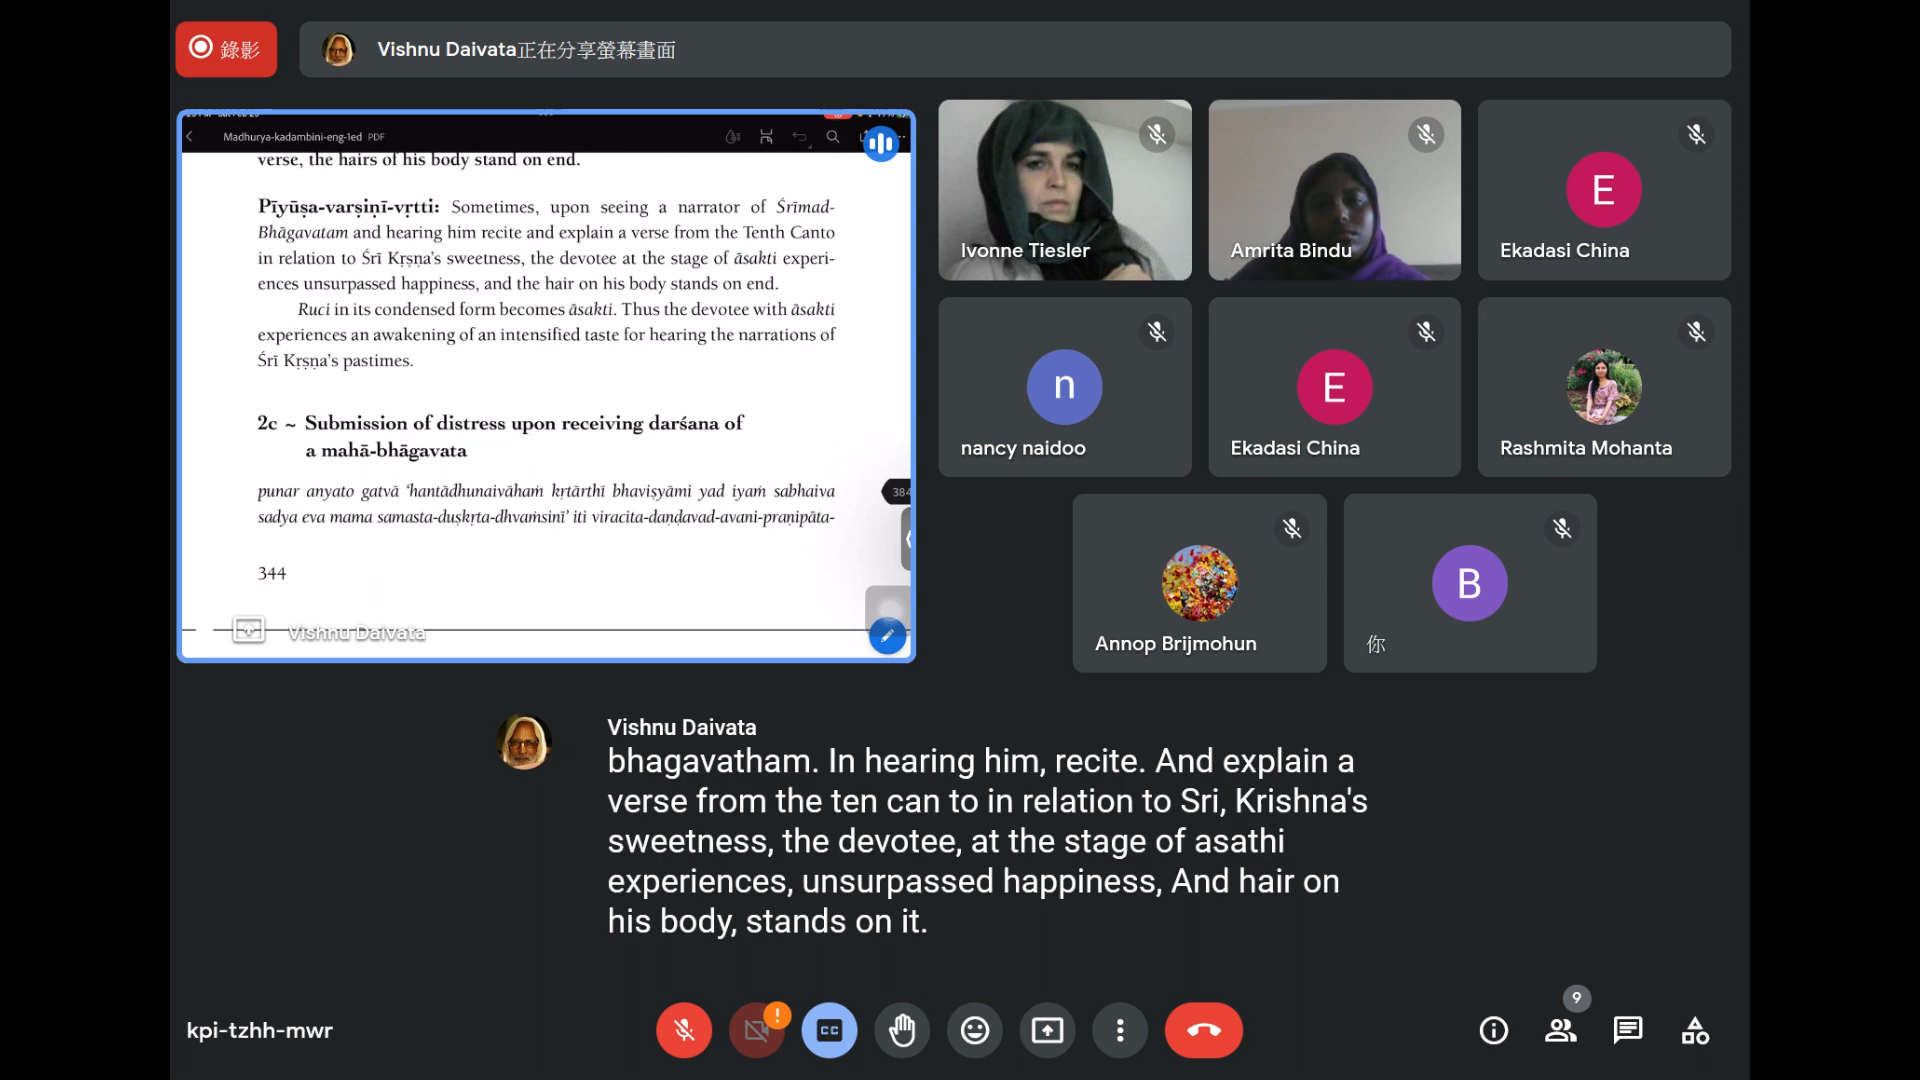 錄影
Vishnu Daivata正在分享螢幕畫面
Madhurya-kadambini-eng-1ed PDF
verse, the hairs of his body stand on end.
Pīyūṣa-varṣiṇī-vṛtti: Sometimes, upon seeing a narrator of Śrīmad-
Bhāgavatam and hearing him recite and explain a verse from the Tenth Canto
in relation to Śrī Kṛṣṇa's sweetness, the devotee at the stage of āsakti experi-
ences unsurpassed happiness, and the hair on his body stands on end.
Ruci in its condensed form becomes āsakti. Thus the devotee with āsakti
experiences an awakening of an intensified taste for hearing the narrations of
Śrī Kṛṣṇa's pastimes.
2c ~ Submission of distress upon receiving darśana of
a mahā-bhāgavata
punar anyato gatvā 'hantādhunaivāhaṁ kṛtārthī bhaviṣyāmi yad iyaṁ sabhaiva
sadya eva mama samasta-duṣkṛta-dhvaṁsinī' iti viracita-daṇḍavad-avani-praṇipāta-
384
344
Vishnu Daivata
Ivonne Tiesler
Amrita Bindu
E
Ekadasi China
n
nancy naidoo
E
Ekadasi China
Rashmita Mohanta
Annop Brijmohun
B
你
Vishnu Daivata
bhagavatham. In hearing him, recite. And explain a
verse from the ten can to in relation to Sri, Krishna's
sweetness, the devotee, at the stage of asathi
experiences, unsurpassed happiness, And hair on
his body, stands on it.
kpi-tzhh-mwr
!
CC
9